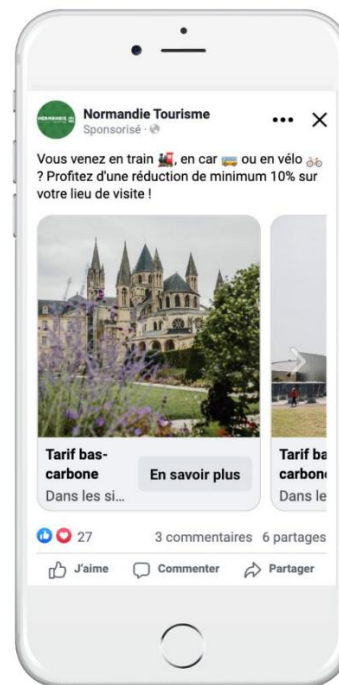 NORMANDIE
Normandie Tourisme
Sponsorisé ·
Vous venez en train 🚂, en car 🚌 ou en vélo 🚲
? Profitez d'une réduction de minimum 10% sur
votre lieu de visite !
Tarif bas-
carbone
Dans les si...
En savoir plus
Tarif ba
carbon
Dans le
27
3 commentaires 6 partages
J'aime Commenter Partager